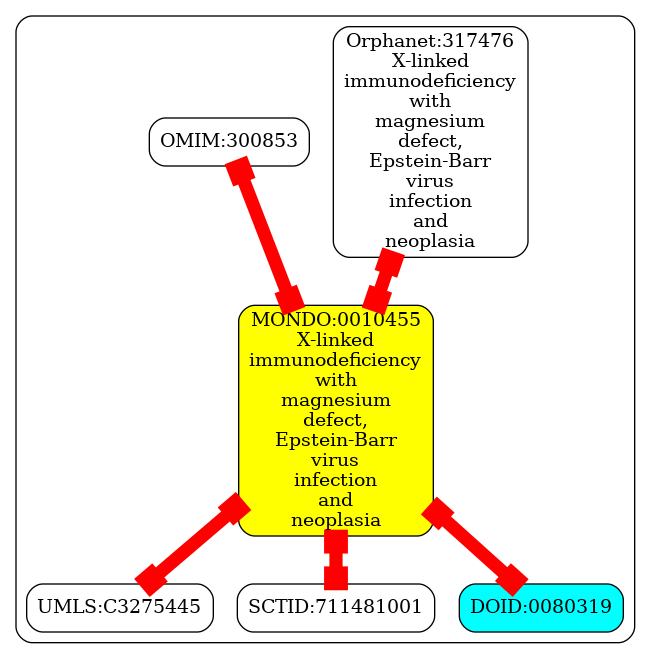 Orphanet:317476
X-linked
immunodeficiency
with
magnesium
defect,
Epstein-Barr
virus
infection
and
neoplasia
OMIM:300853
MONDO:0010455
X-linked
immunodeficiency
with
magnesium
defect,
Epstein-Barr
virus
infection
and
neoplasia
UMLS:C3275445
SCTID:711481001
DOID:0080319